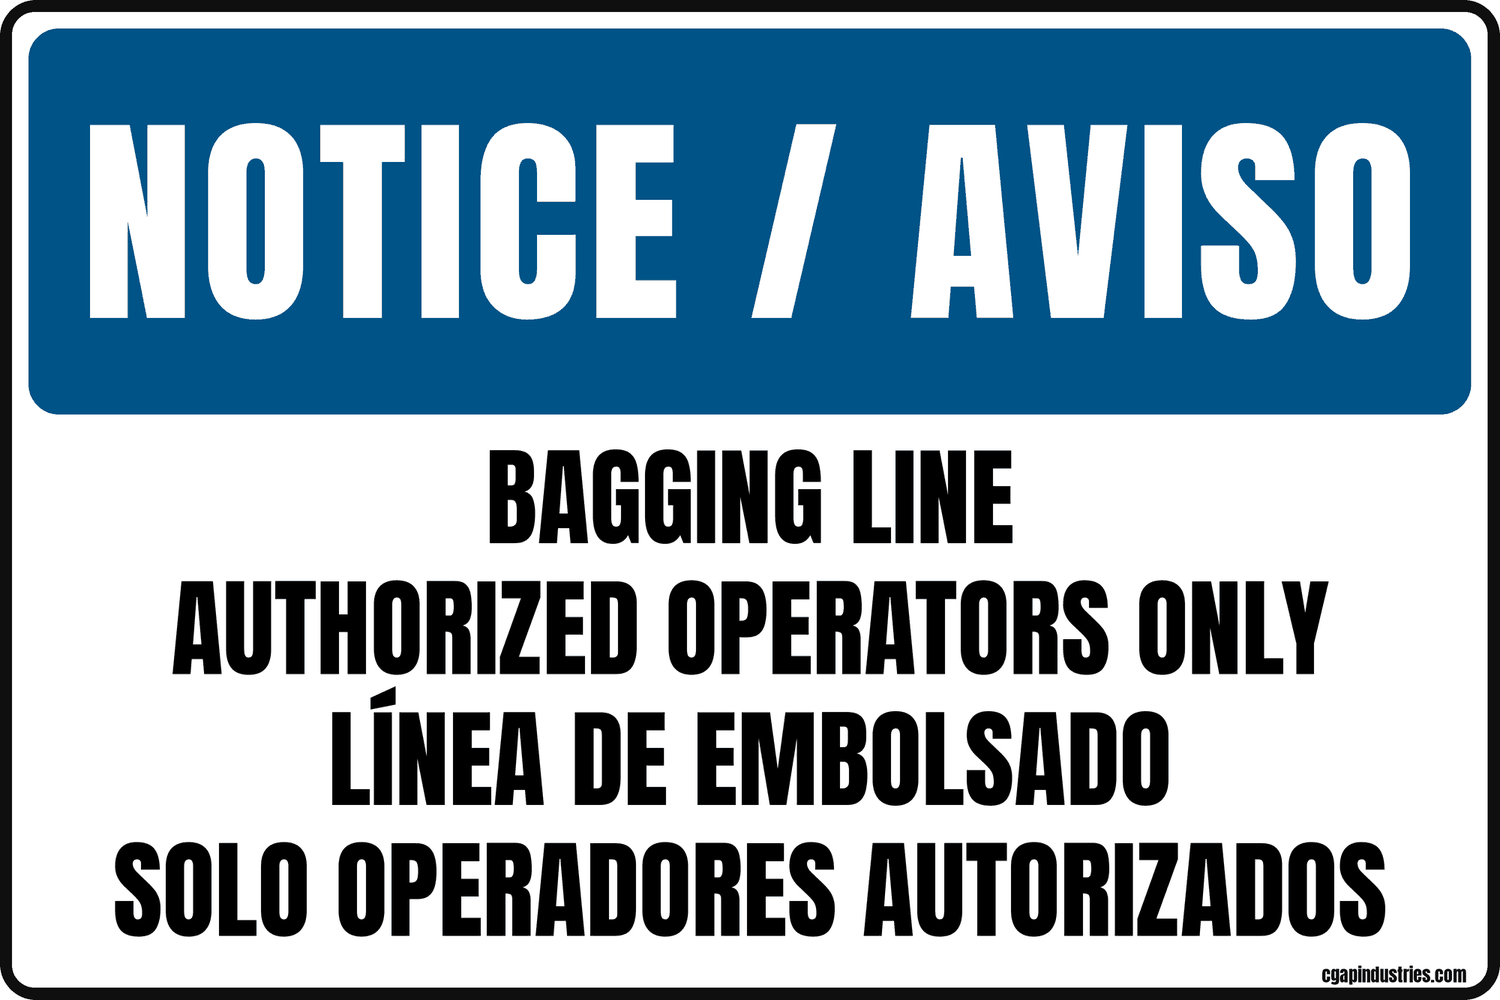 NOTICE / AVISO
BAGGING LINE
AUTHORIZED OPERATORS ONLY
LÍNEA DE EMBOLSADO
SOLO OPERADORES AUTORIZADOS
cgapindustries.com